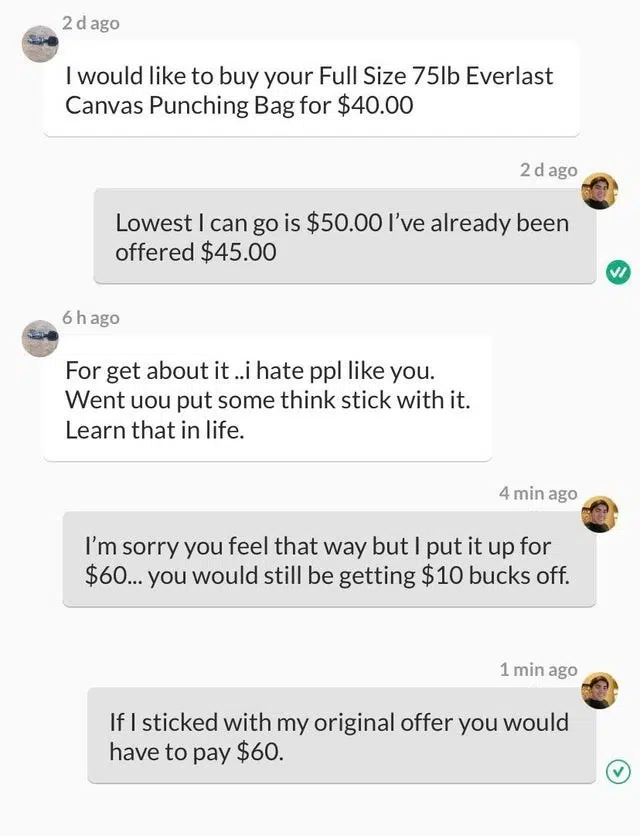 2 d ago
I would like to buy your Full Size 75lb Everlast
Canvas Punching Bag for $40.00
2 d ago
Lowest I can go is $50.00 I’ve already been
offered $45.00
6 h ago
For get about it ..i hate ppl like you.
Went uou put some think stick with it.
Learn that in life.
4 min ago
I’m sorry you feel that way but I put it up for
$60... you would still be getting $10 bucks off.
1 min ago
If I sticked with my original offer you would
have to pay $60.